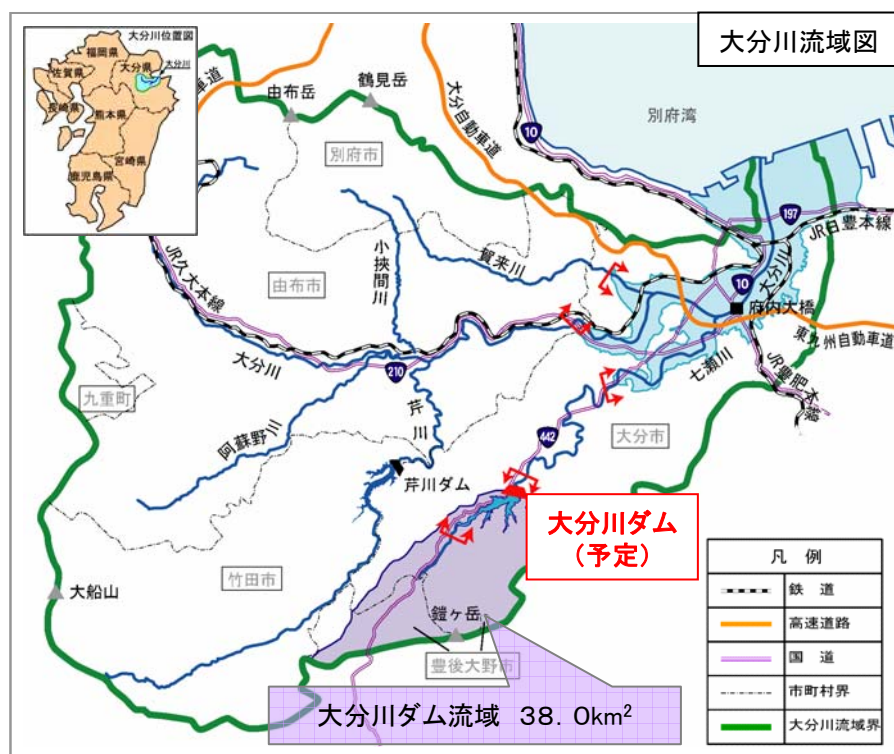 大分川流域図
大分川位置図
福岡県
大分県
大分川
佐賀県
長崎県
熊本県
宮崎県
鹿児島県
車道
由布岳
鶴見岳
大分自動車道
別府湾
10
別府市
197
JR日豊本線
大分川
小挾間川
賀来川
由布市
JR久大本線
10
府内大橋
東九州自動車道
大分川
210
七瀬川
JR豊肥本線
九重町
芹川
阿蘇野川
442
大分市
芹川ダム
大分川ダム
(予定)
竹田市
大船山
鎧ヶ岳
豊後大野市
大分川ダム流域 38.0km²
凡 例
鉄 道
高速道路
国 道
市町村界
大分川流域界